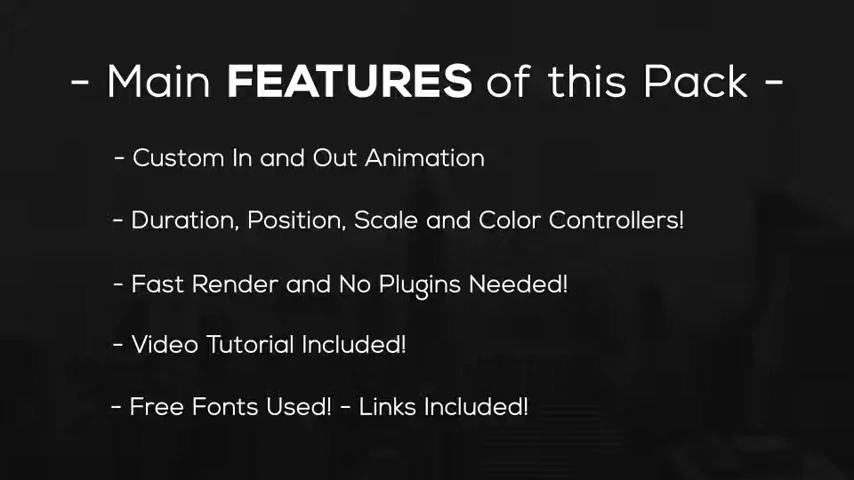 - Main FEATURES of this Pack -
- Custom In and Out Animation
- Duration, Position, Scale and Color Controllers!
- Fast Render and No Plugins Needed!
- Video Tutorial Included!
- Free Fonts Used! - Links Included!